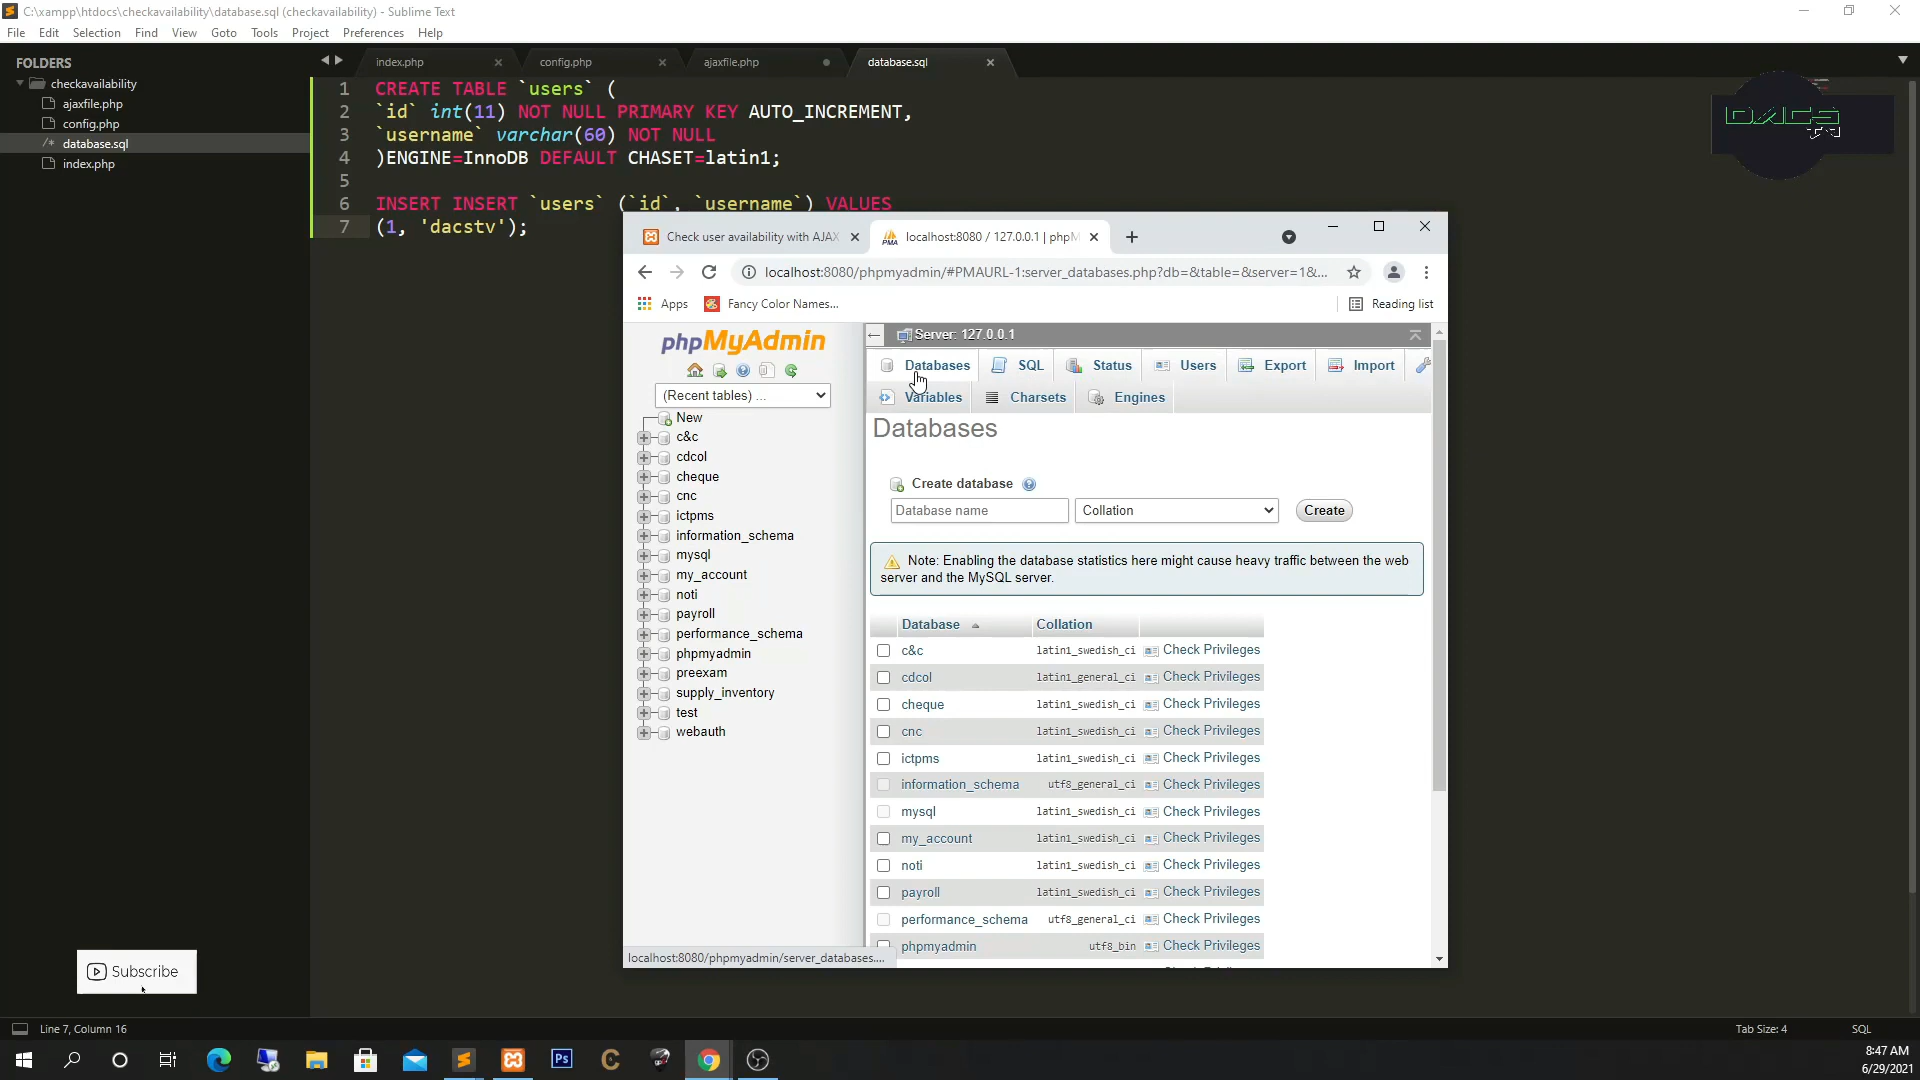 C:\xampp\htdocs\checkavailability\database.sql (checkavailability) - Sublime Text
File Edit Selection Find View Goto Tools Project Preferences Help
FOLDERS
checkavailability
ajaxfile.php
config.php
/* database.sql
index.php
index.php
config.php
ajaxfile.php
database.sql
1 CREATE TABLE `users` (
2 `id` int(11) NOT NULL PRIMARY KEY AUTO_INCREMENT,
3 `username` varchar(60) NOT NULL
4 )ENGINE=InnoDB DEFAULT CHASET=latin1;
5
6 INSERT INSERT `users` (`id`, `username`) VALUES
7 (1, 'dacstv');
DACS
TV
Check user availability with AJAX
localhost:8080 / 127.0.0.1 | phpM
localhost:8080/phpmyadmin/#PMAURL-1:server_databases.php?db=&table=&server=1&...
Apps
Fancy Color Names...
Reading list
phpMyAdmin
(Recent tables) ...
New
c&c
cdcol
cheque
cnc
ictpms
information_schema
mysql
my_account
noti
payroll
performance_schema
phpmyadmin
preexam
supply_inventory
test
webauth
Server: 127.0.0.1
Databases SQL Status Users Export Import
Variables Charsets Engines
Databases
Create database
Database name Collation Create
Note: Enabling the database statistics here might cause heavy traffic between the web
server and the MySQL server.
Database Collation
c&c latin1_swedish_ci Check Privileges
cdcol latin1_general_ci Check Privileges
cheque latin1_swedish_ci Check Privileges
cnc latin1_swedish_ci Check Privileges
ictpms latin1_swedish_ci Check Privileges
information_schema utf8_general_ci Check Privileges
mysql latin1_swedish_ci Check Privileges
my_account latin1_swedish_ci Check Privileges
noti latin1_swedish_ci Check Privileges
payroll latin1_swedish_ci Check Privileges
performance_schema utf8_general_ci Check Privileges
phpmyadmin utf8_bin Check Privileges
localhost:8080/phpmyadmin/server_databases....
Subscribe
Line 7, Column 16
Tab Size: 4
SQL
Ps
8:47 AM
6/29/2021